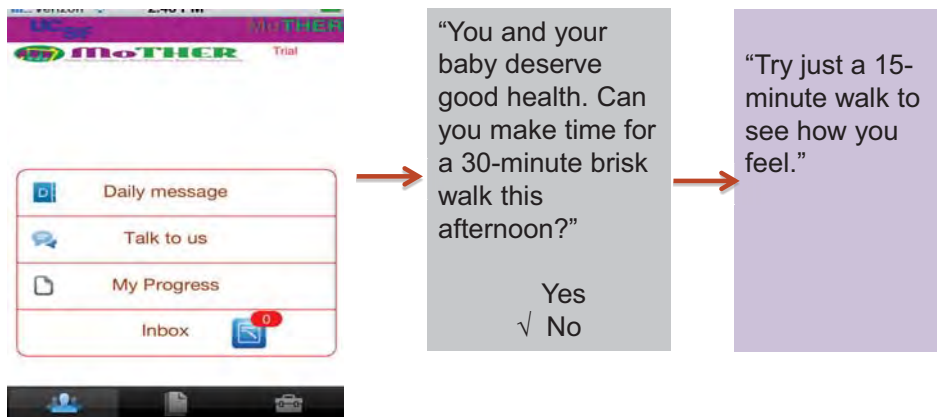 UCSF MoTHER
MoTHER Trial
Daily message
Talk to us
My Progress
Inbox 0
“You and your
baby deserve
good health. Can
you make time for
a 30-minute brisk
walk this
afternoon?”
Yes
√ No
“Try just a 15-
minute walk to
see how you
feel.”